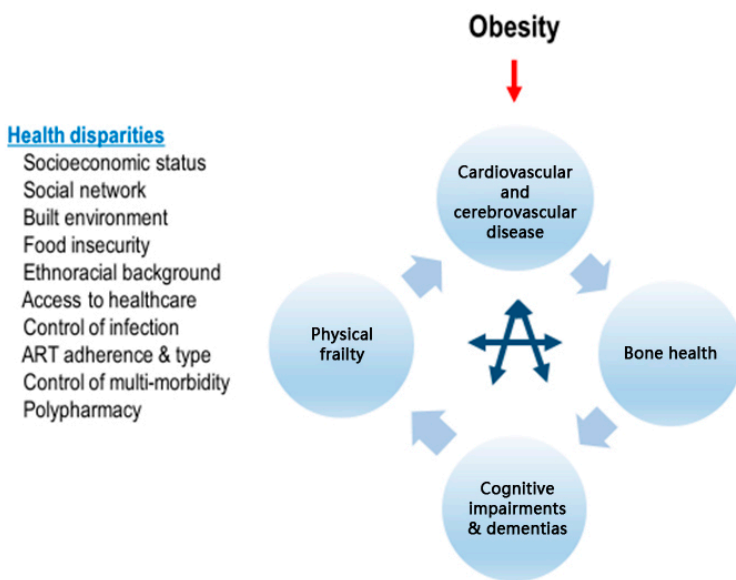 Obesity
Health disparities
Socioeconomic status
Social network
Built environment
Food insecurity
Ethnoracial background
Access to healthcare
Control of infection
ART adherence & type
Control of multi-morbidity
Polypharmacy
Cardiovascular
and
cerebrovascular
disease
Physical
frailty
Bone health
Cognitive
impairments
& dementias